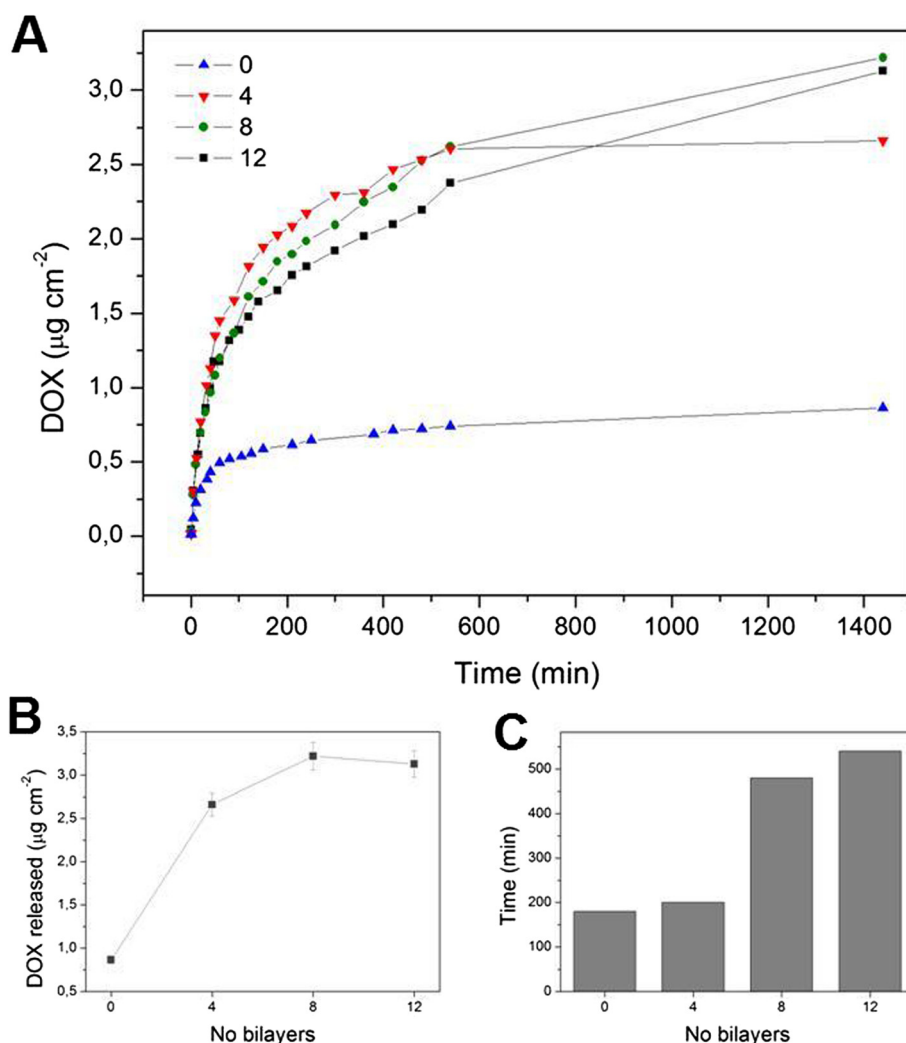 A
0
4
8
12
3,0
2,5
2,0
1,5
1,0
0,5
0,0
DOX (μg cm⁻²)
0 200 400 600 800 1000 1200 1400
Time (min)
B
3,5
3,0
2,5
2,0
1,5
1,0
0,5
DOX released (μg cm⁻²)
0 4 8 12
No bilayers
C
500
400
300
200
100
0
Time (min)
0 4 8 12
No bilayers